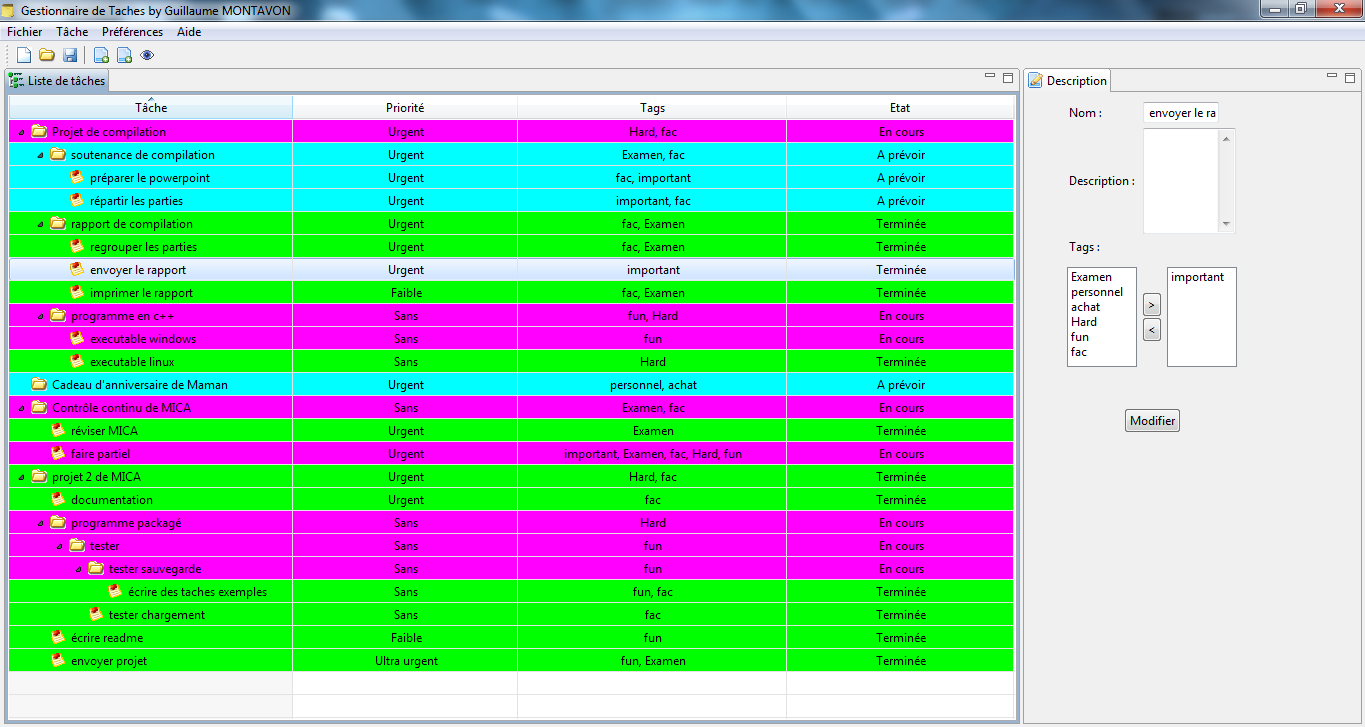 Gestionnaire de Taches by Guillaume MONTAVON
Fichier Tâche Préférences Aide
Liste de tâches
Tâche Priorité Tags Etat
Projet de compilation Urgent Hard, fac En cours
soutenance de compilation Urgent Examen, fac A prévoir
préparer le powerpoint Urgent fac, important A prévoir
répartir les parties Urgent important, fac A prévoir
rapport de compilation Urgent fac, Examen Terminée
regrouper les parties Urgent fac, Examen Terminée
envoyer le rapport Urgent important Terminée
imprimer le rapport Faible fac, Examen Terminée
programme en c++ Sans fun, Hard En cours
executable windows Sans fun En cours
executable linux Sans Hard Terminée
Cadeau d'anniversaire de Maman Urgent personnel, achat A prévoir
Contrôle continu de MICA Sans Examen, fac En cours
réviser MICA Urgent Examen Terminée
faire partiel Urgent important, Examen, fac, Hard, fun En cours
projet 2 de MICA Urgent Hard, fac Terminée
documentation Urgent fac Terminée
programme packagé Sans Hard En cours
tester Sans fun En cours
tester sauvegarde Sans fun En cours
écrire des taches exemples Sans fun, fac Terminée
tester chargement Sans fac Terminée
écrire readme Faible fun Terminée
envoyer projet Ultra urgent fun, Examen Terminée
Description
Nom : envoyer le ra
Description :
Tags :
Examen
personnel
achat
Hard
fun
fac
>
<
important
Modifier